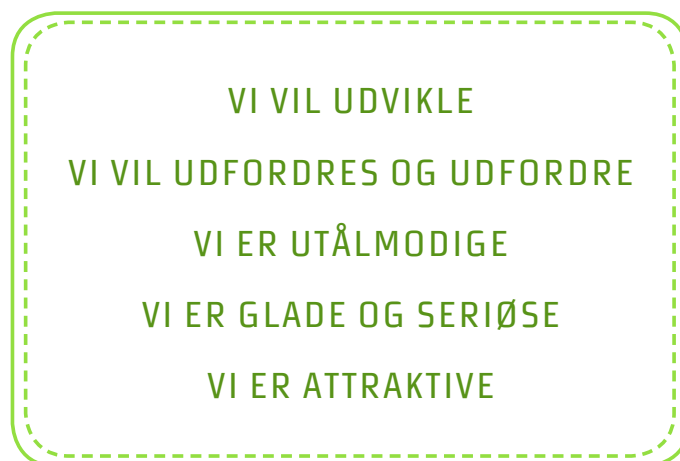 VI VIL UDVIKLE
VI VIL UDFORDRES OG UDFORDRE
VI ER UTÅLMODIGE
VI ER GLADE OG SERIØSE
VI ER ATTRAKTIVE